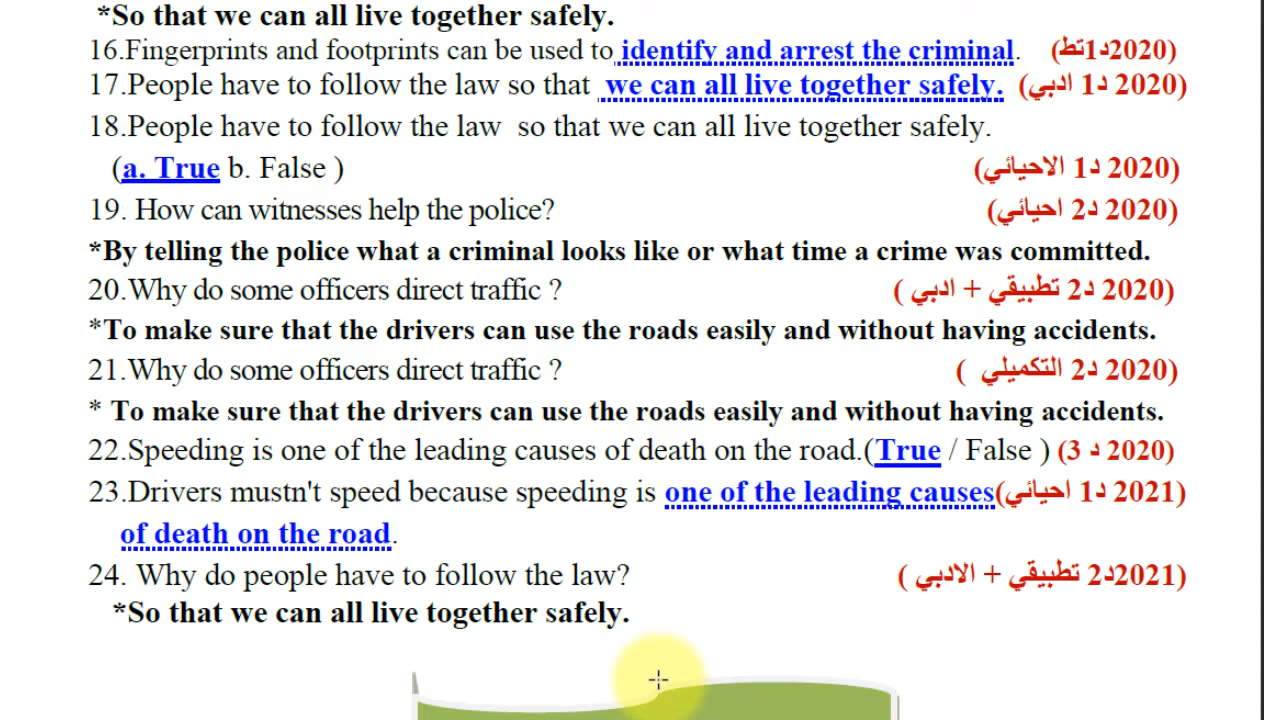 *So that we can all live together safely.
16.Fingerprints and footprints can be used to identify and arrest the criminal. (2020د1تط)
17.People have to follow the law so that we can all live together safely. (2020 د1 ادبي)
18.People have to follow the law so that we can all live together safely.
(a. True b. False ) (2020 د1 الاحيائي)
19. How can witnesses help the police? (2020 د2 احيائي)
*By telling the police what a criminal looks like or what time a crime was committed.
20.Why do some officers direct traffic ? (2020 د2 تطبيقي + ادبي )
*To make sure that the drivers can use the roads easily and without having accidents.
21.Why do some officers direct traffic ? (2020 د2 التكميلي )
* To make sure that the drivers can use the roads easily and without having accidents.
22.Speeding is one of the leading causes of death on the road.(True / False ) (2020 د 3)
23.Drivers mustn't speed because speeding is one of the leading causes(2021 د1 احيائي)
of death on the road.
24. Why do people have to follow the law? (2021د2 تطبيقي + الادبي )
*So that we can all live together safely.